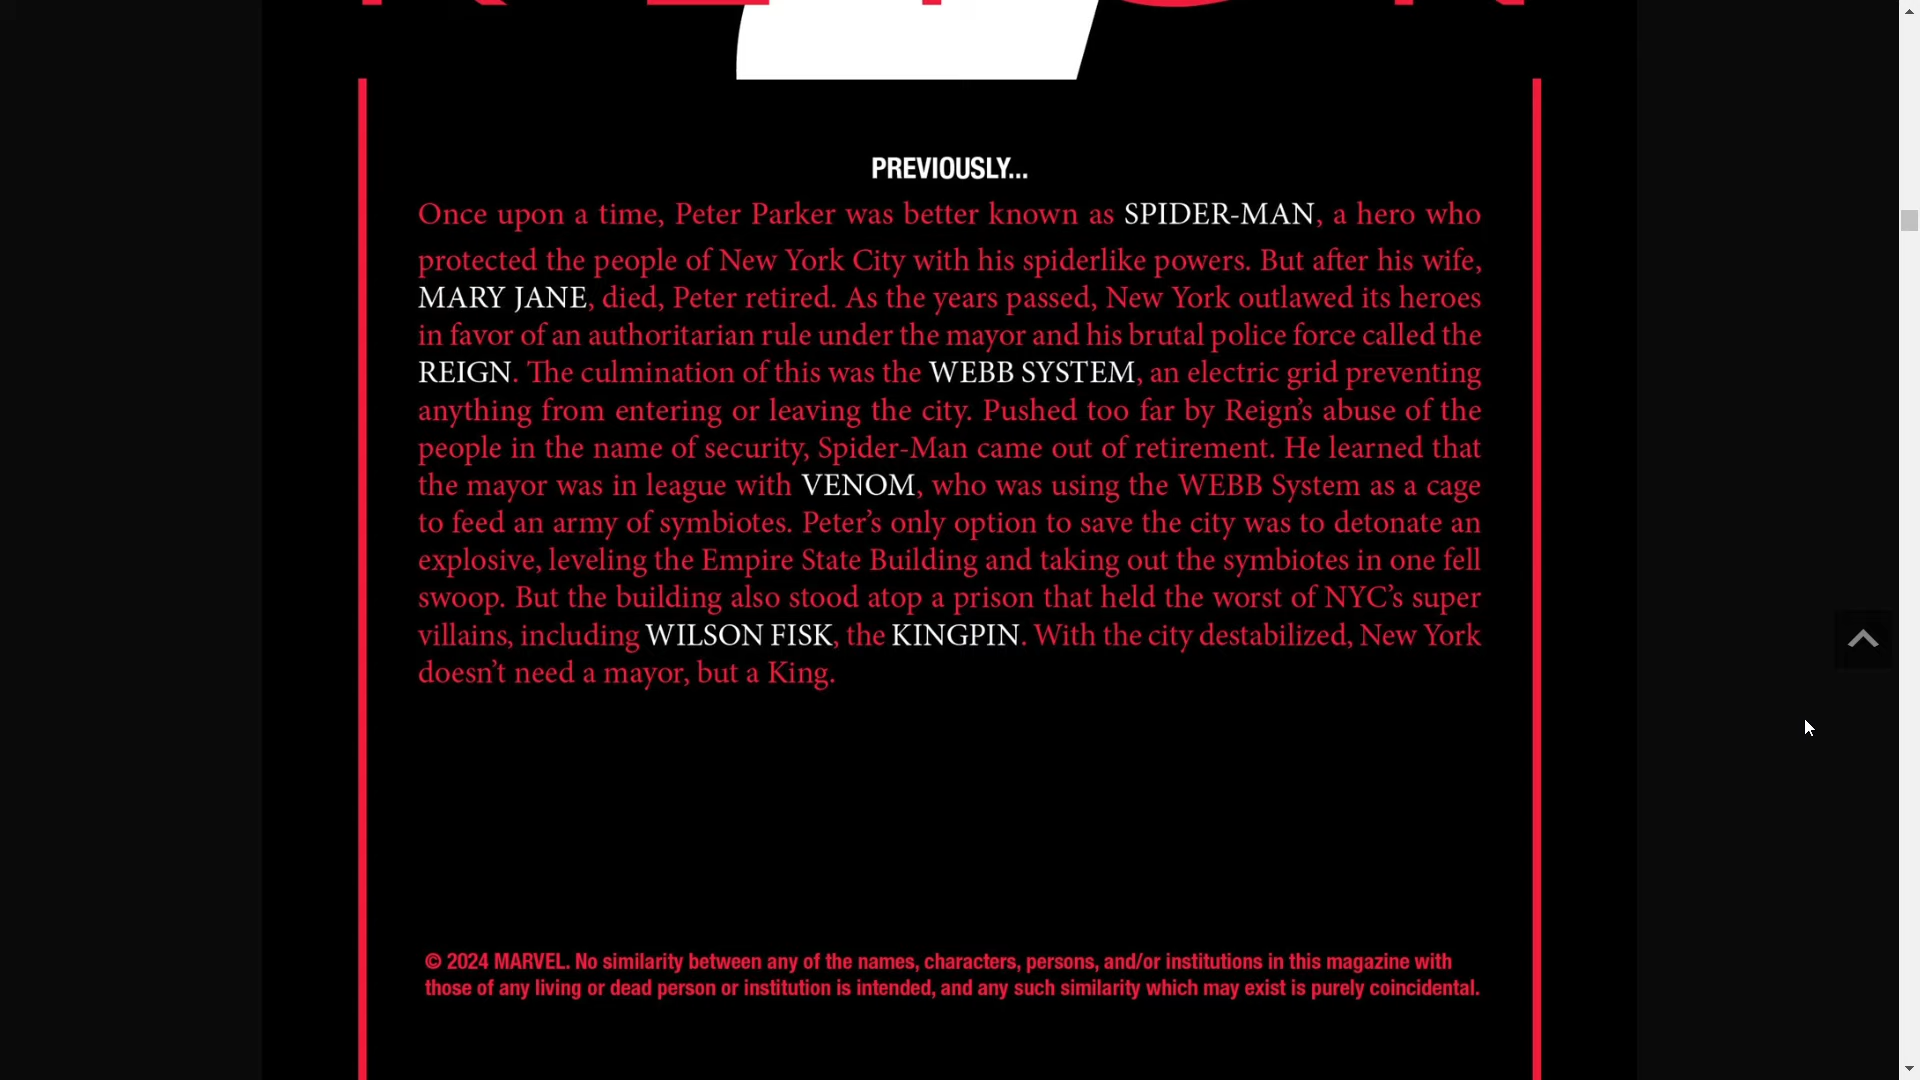 PREVIOUSLY...
Once upon a time, Peter Parker was better known as SPIDER-MAN, a hero who
protected the people of New York City with his spiderlike powers. But after his wife,
MARY JANE, died, Peter retired. As the years passed, New York outlawed its heroes
in favor of an authoritarian rule under the mayor and his brutal police force called the
REIGN. The culmination of this was the WEBB SYSTEM, an electric grid preventing
anything from entering or leaving the city. Pushed too far by Reign’s abuse of the
people in the name of security, Spider-Man came out of retirement. He learned that
the mayor was in league with VENOM, who was using the WEBB System as a cage
to feed an army of symbiotes. Peter’s only option to save the city was to detonate an
explosive, leveling the Empire State Building and taking out the symbiotes in one fell
swoop. But the building also stood atop a prison that held the worst of NYC’s super
villains, including WILSON FISK, the KINGPIN. With the city destabilized, New York
doesn’t need a mayor, but a King.
© 2024 MARVEL. No similarity between any of the names, characters, persons, and/or institutions in this magazine with
those of any living or dead person or institution is intended, and any such similarity which may exist is purely coincidental.